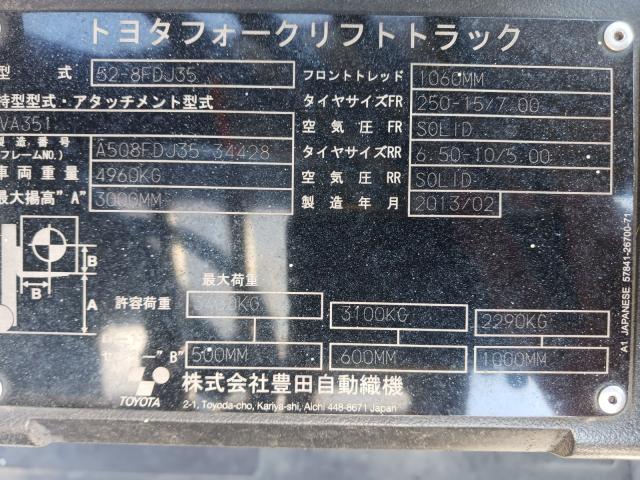 トヨタフォークリフトトラック
型 式 52-8FDJ35 フロントトレッド 1060MM
特型型式・アタッチメント型式 タイヤサイズFR 250-15/7.00
VA351 空気圧 FR SOLID
製造番号
(フレームNO.) A508FDJ35-34428 タイヤサイズRR 6.50-10/5.00
車両重量 4960KG 空気圧 RR SOLID
最大揚高"A" 3000MM 製造年月 2013/02
B
B
A
最大荷重
許容荷重 3100KG 2290KG
"B" 500MM 600MM 1000MM
TOYOTA 株式会社豊田自動織機
2-1, Toyoda-cho, Kariya-shi, Aichi 448-8671 Japan
A1 JAPANESE 57841-26700-71